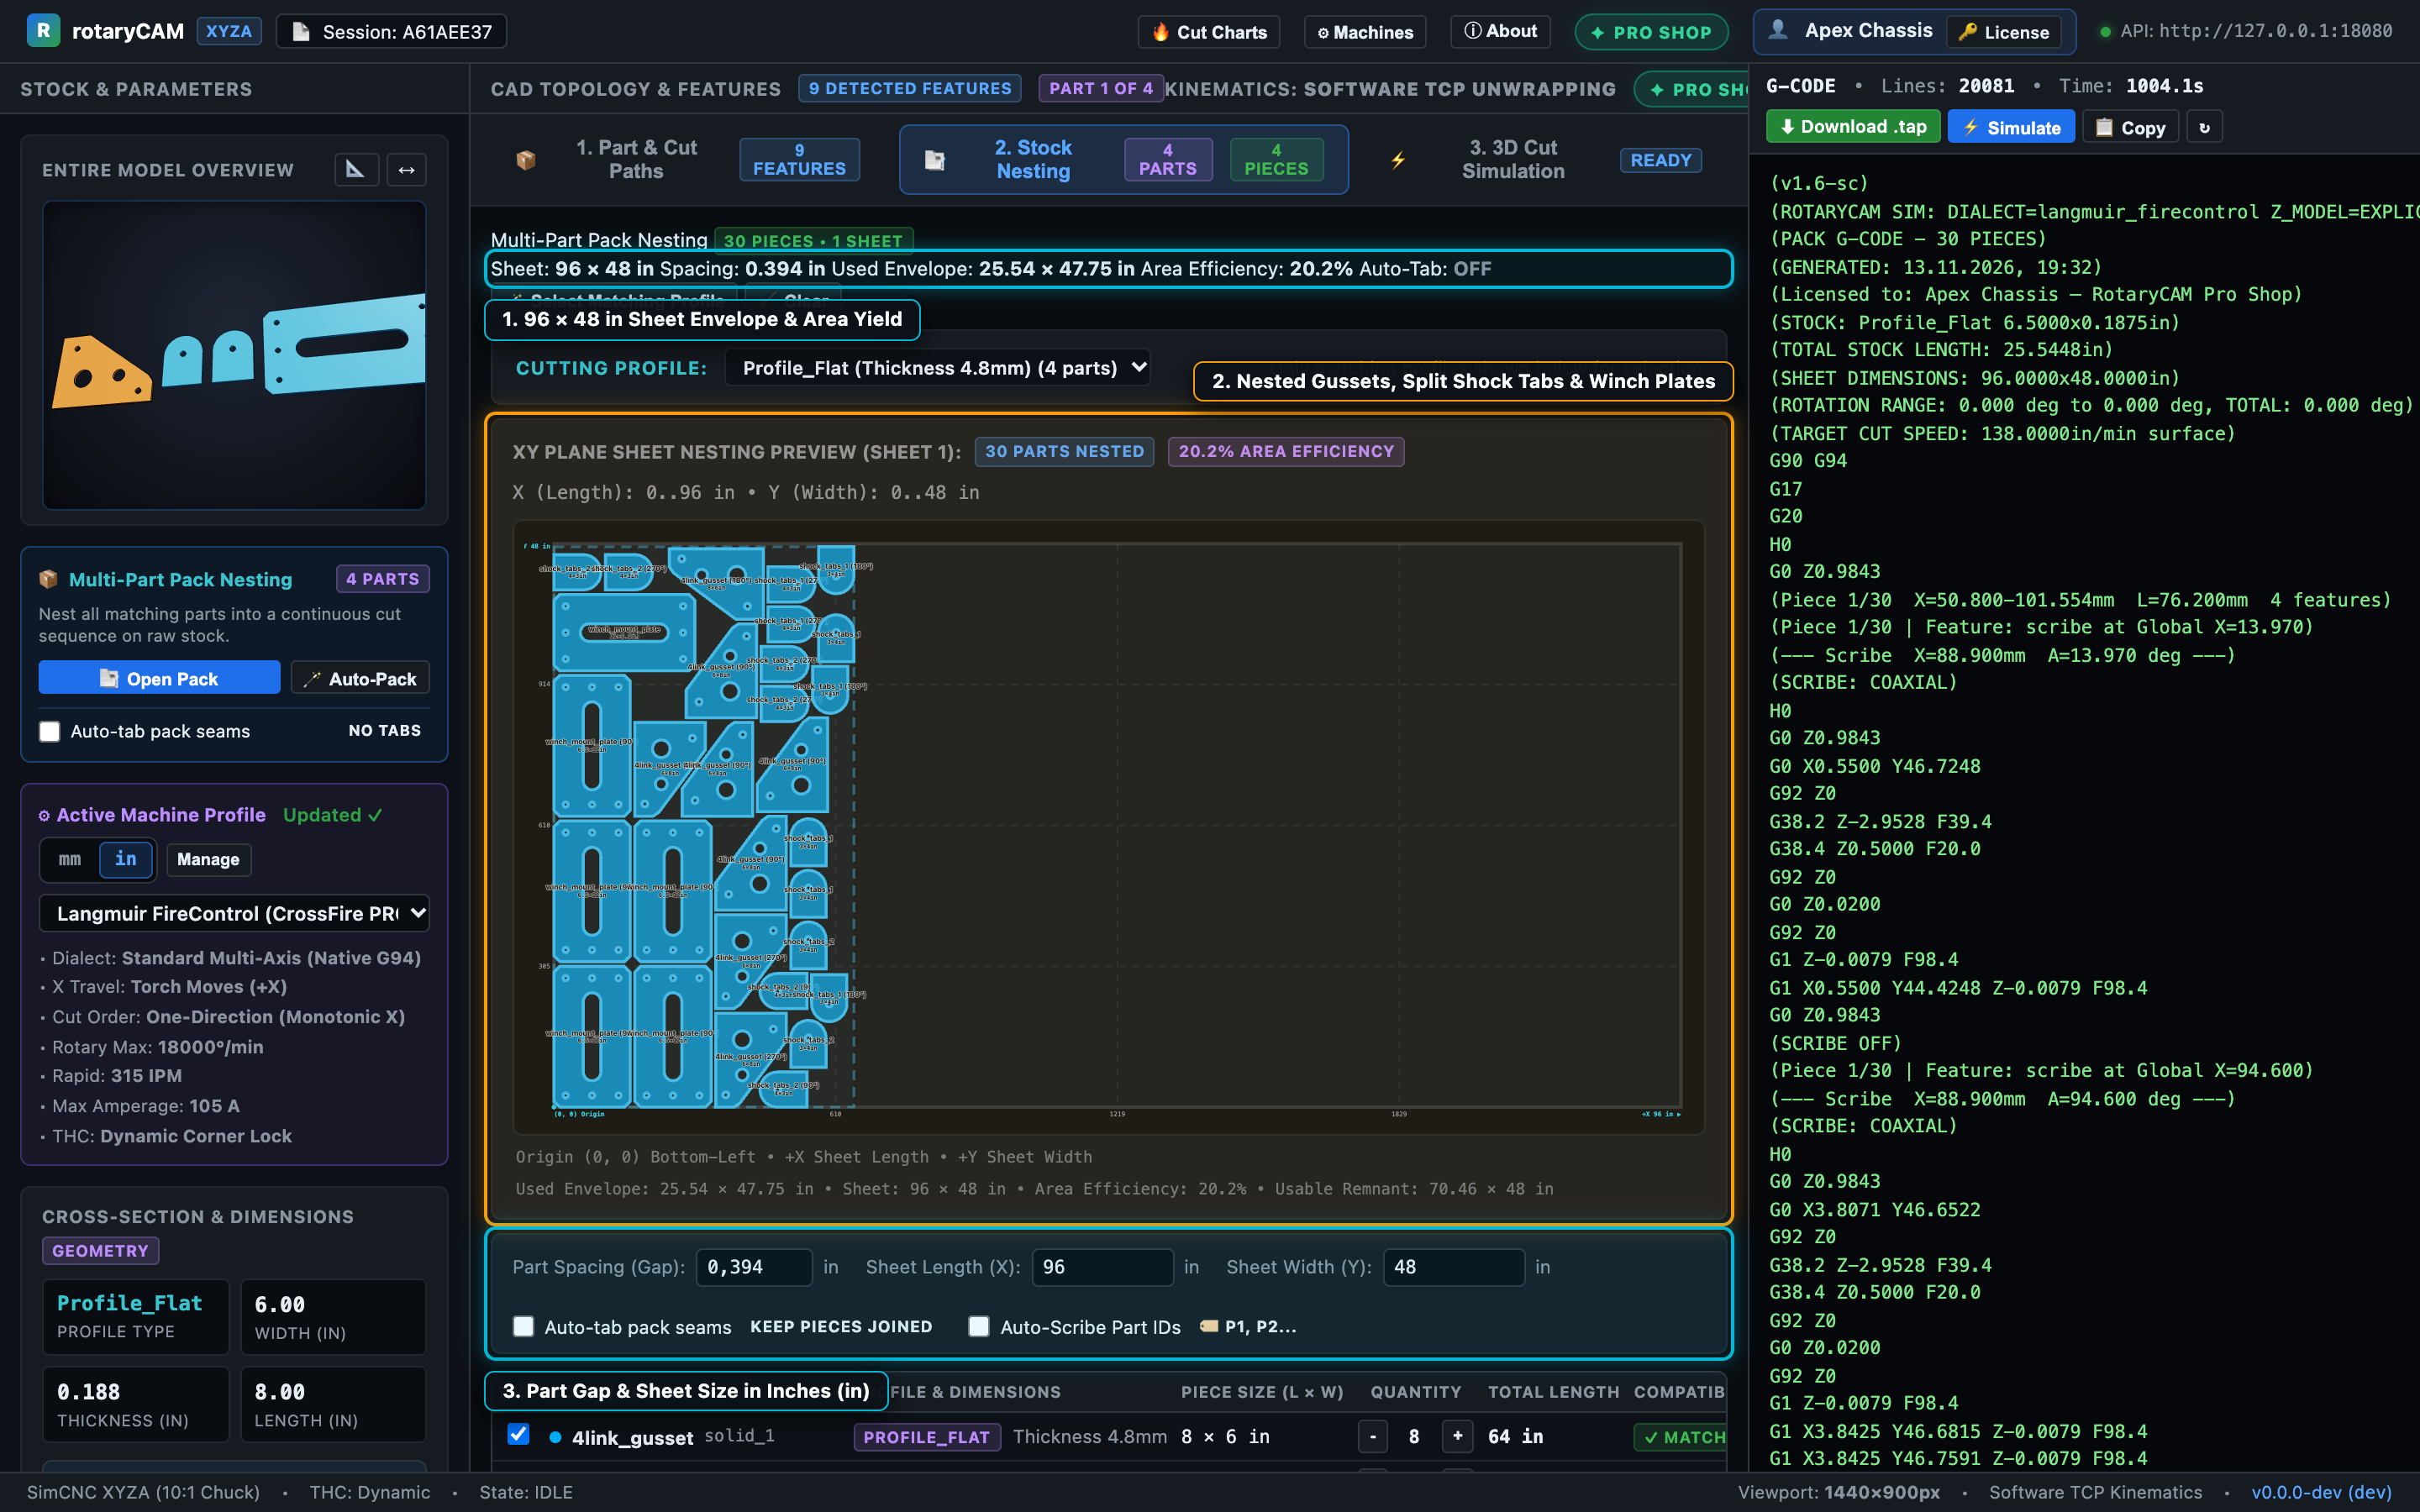 R rotaryCAM XYZA Session: A61AEE37 Cut Charts Machines About PRO SHOP Apex Chassis License API: http://127.0.0.1:18080
STOCK & PARAMETERS
ENTIRE MODEL OVERVIEW
Multi-Part Pack Nesting 4 PARTS
Nest all matching parts into a continuous cut
sequence on raw stock.
Open Pack Auto-Pack
Auto-tab pack seams NO TABS
Active Machine Profile Updated ✓
mm in Manage
Langmuir FireControl (CrossFire PR
• Dialect: Standard Multi-Axis (Native G94)
• X Travel: Torch Moves (+X)
• Cut Order: One-Direction (Monotonic X)
• Rotary Max: 18000°/min
• Rapid: 315 IPM
• Max Amperage: 105 A
• THC: Dynamic Corner Lock
CROSS-SECTION & DIMENSIONS
GEOMETRY
Profile_Flat
PROFILE TYPE
6.00
WIDTH (IN)
0.188
THICKNESS (IN)
8.00
LENGTH (IN)
CAD TOPOLOGY & FEATURES 9 DETECTED FEATURES PART 1 OF 4 KINEMATICS: SOFTWARE TCP UNWRAPPING PRO SH
1. Part & Cut Paths 9 FEATURES
2. Stock Nesting 4 PARTS 4 PIECES
3. 3D Cut Simulation READY
Multi-Part Pack Nesting 30 PIECES • 1 SHEET
Sheet: 96 × 48 in Spacing: 0.394 in Used Envelope: 25.54 × 47.75 in Area Efficiency: 20.2% Auto-Tab: OFF
Select Matching Profile Clear
1. 96 × 48 in Sheet Envelope & Area Yield
CUTTING PROFILE: Profile_Flat (Thickness 4.8mm) (4 parts)
2. Nested Gussets, Split Shock Tabs & Winch Plates
XY PLANE SHEET NESTING PREVIEW (SHEET 1): 30 PARTS NESTED 20.2% AREA EFFICIENCY
X (Length): 0..96 in • Y (Width): 0..48 in
914
610
305
(0, 0) Origin 610 1219 1829 +X 96 in
Origin (0, 0) Bottom-Left • +X Sheet Length • +Y Sheet Width
Used Envelope: 25.54 × 47.75 in • Sheet: 96 × 48 in • Area Efficiency: 20.2% • Usable Remnant: 70.46 × 48 in
Part Spacing (Gap): 0,394 in Sheet Length (X): 96 in Sheet Width (Y): 48 in
Auto-tab pack seams KEEP PIECES JOINED Auto-Scribe Part IDs P1, P2...
3. Part Gap & Sheet Size in Inches (in)
FILE & DIMENSIONS PIECE SIZE (L × W) QUANTITY TOTAL LENGTH COMPATIB
4link_gusset solid_1 PROFILE_FLAT Thickness 4.8mm 8 × 6 in - 8 + 64 in ✓ MATCH
G-CODE • Lines: 20081 • Time: 1004.1s
Download .tap Simulate Copy
(v1.6-sc)
(ROTARYCAM SIM: DIALECT=langmuir_firecontrol Z_MODEL=EXPLIC
(PACK G-CODE - 30 PIECES)
(GENERATED: 13.11.2026, 19:32)
(Licensed to: Apex Chassis — RotaryCAM Pro Shop)
(STOCK: Profile_Flat 6.5000x0.1875in)
(TOTAL STOCK LENGTH: 25.5448in)
(SHEET DIMENSIONS: 96.0000x48.0000in)
(ROTATION RANGE: 0.000 deg to 0.000 deg, TOTAL: 0.000 deg)
(TARGET CUT SPEED: 138.0000in/min surface)
G90 G94
G17
G20
H0
G0 Z0.9843
(Piece 1/30  X=50.800-101.554mm  L=76.200mm  4 features)
(Piece 1/30 | Feature: scribe at Global X=13.970)
(--- Scribe  X=88.900mm  A=13.970 deg ---)
(SCRIBE: COAXIAL)
H0
G0 Z0.9843
G0 X0.5500 Y46.7248
G92 Z0
G38.2 Z-2.9528 F39.4
G38.4 Z0.5000 F20.0
G92 Z0
G0 Z0.0200
G92 Z0
G1 Z-0.0079 F98.4
G1 X0.5500 Y44.4248 Z-0.0079 F98.4
G0 Z0.9843
(SCRIBE OFF)
(Piece 1/30 | Feature: scribe at Global X=94.600)
(--- Scribe  X=88.900mm  A=94.600 deg ---)
(SCRIBE: COAXIAL)
H0
G0 Z0.9843
G0 X3.8071 Y46.6522
G92 Z0
G38.2 Z-2.9528 F39.4
G38.4 Z0.5000 F20.0
G92 Z0
G0 Z0.0200
G92 Z0
G1 Z-0.0079 F98.4
G1 X3.8425 Y46.6815 Z-0.0079 F98.4
G1 X3.8425 Y46.7591 Z-0.0079 F98.4
SimCNC XYZA (10:1 Chuck) • THC: Dynamic • State: IDLE Viewport: 1440×900px • Software TCP Kinematics • v0.0.0-dev (dev)